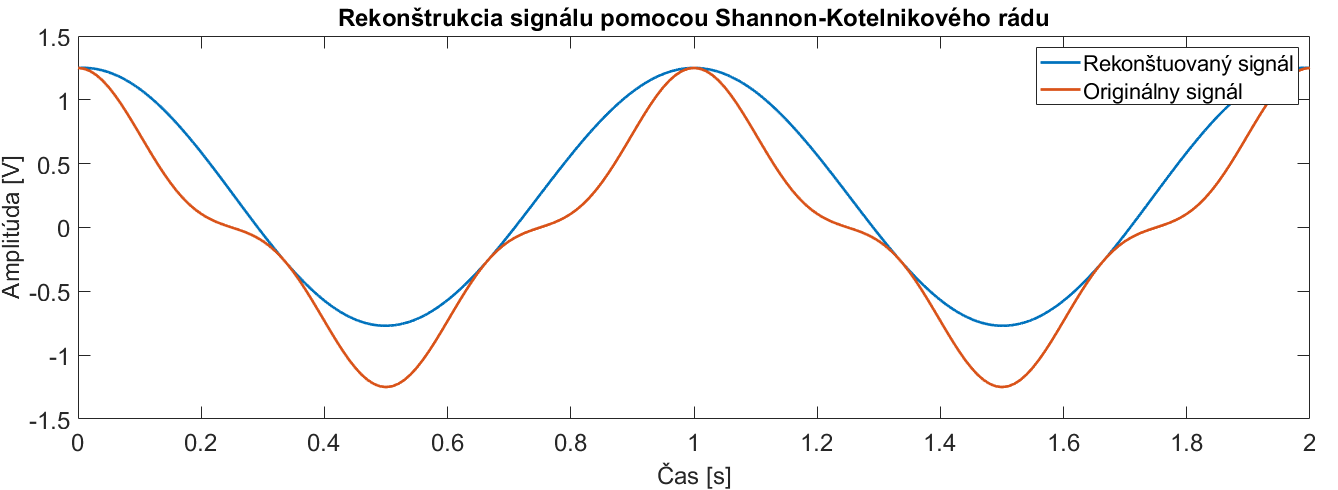 Rekonštrukcia signálu pomocou Shannon-Kotelnikového rádu
1.5
1
0.5
0
-0.5
-1
-1.5
Amplitúda [V]
Rekonštuovaný signál
Originálny signál
0 0.2 0.4 0.6 0.8 1 1.2 1.4 1.6 1.8 2
Čas [s]